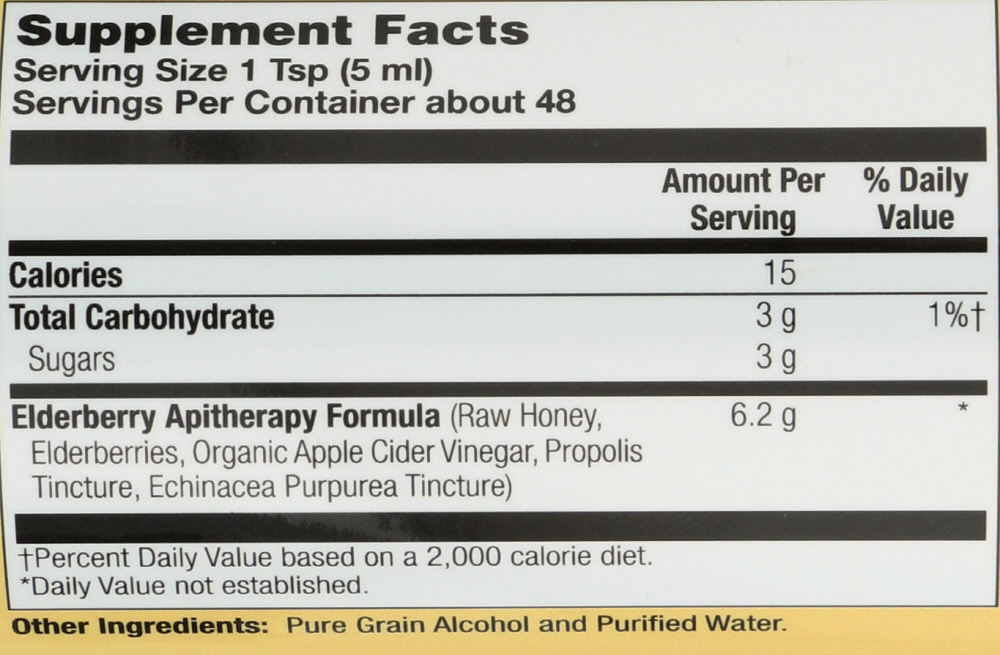 Supplement Facts
Serving Size 1 Tsp (5 ml)
Servings Per Container about 48
Amount Per % Daily
Serving Value
Calories 15
Total Carbohydrate 3 g 1%†
Sugars 3 g
Elderberry Apitherapy Formula (Raw Honey, 6.2 g *
Elderberries, Organic Apple Cider Vinegar, Propolis
Tincture, Echinacea Purpurea Tincture)
†Percent Daily Value based on a 2,000 calorie diet.
*Daily Value not established.
Other Ingredients: Pure Grain Alcohol and Purified Water.